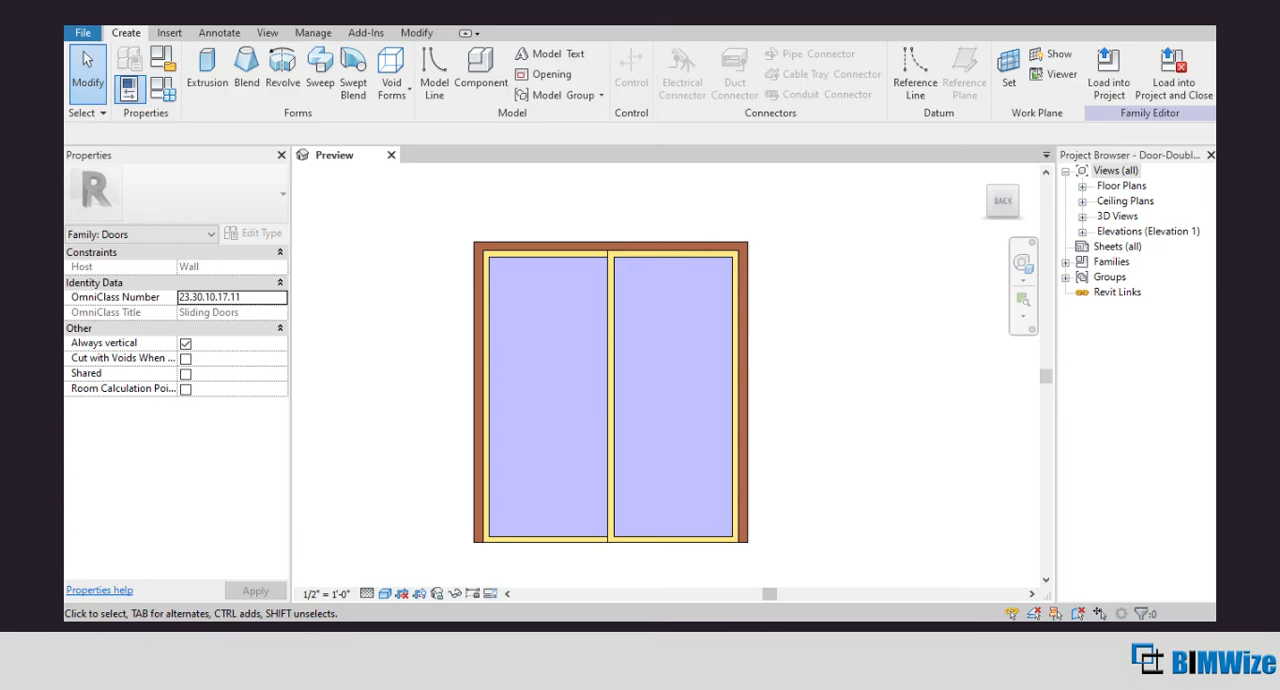 File Create Insert Annotate View Manage Add-Ins Modify
Modify
Extrusion Blend Revolve Sweep Swept Blend Void Forms
Model Line Component
Model Text
Opening
Model Group
Control
Electrical Connector Duct Connector
Pipe Connector
Cable Tray Connector
Conduit Connector
Reference Line Reference Plane
Set
Show
Viewer
Load into Project
Load into Project and Close
Select Properties Forms Model Control Connectors Datum Work Plane Family Editor
Properties
R
Family: Doors
Edit Type
Constraints
Host Wall
Identity Data
OmniClass Number 23.30.10.17.11
OmniClass Title Sliding Doors
Other
Always vertical
Cut with Voids When ...
Shared
Room Calculation Poi...
Properties help
Apply
Preview
BACK
1/2" = 1'-0"
Project Browser - Door-Doubl...
Views (all)
Floor Plans
Ceiling Plans
3D Views
Elevations (Elevation 1)
Sheets (all)
Families
Groups
Revit Links
Click to select, TAB for alternates, CTRL adds, SHIFT unselects.
:0
BIMWize